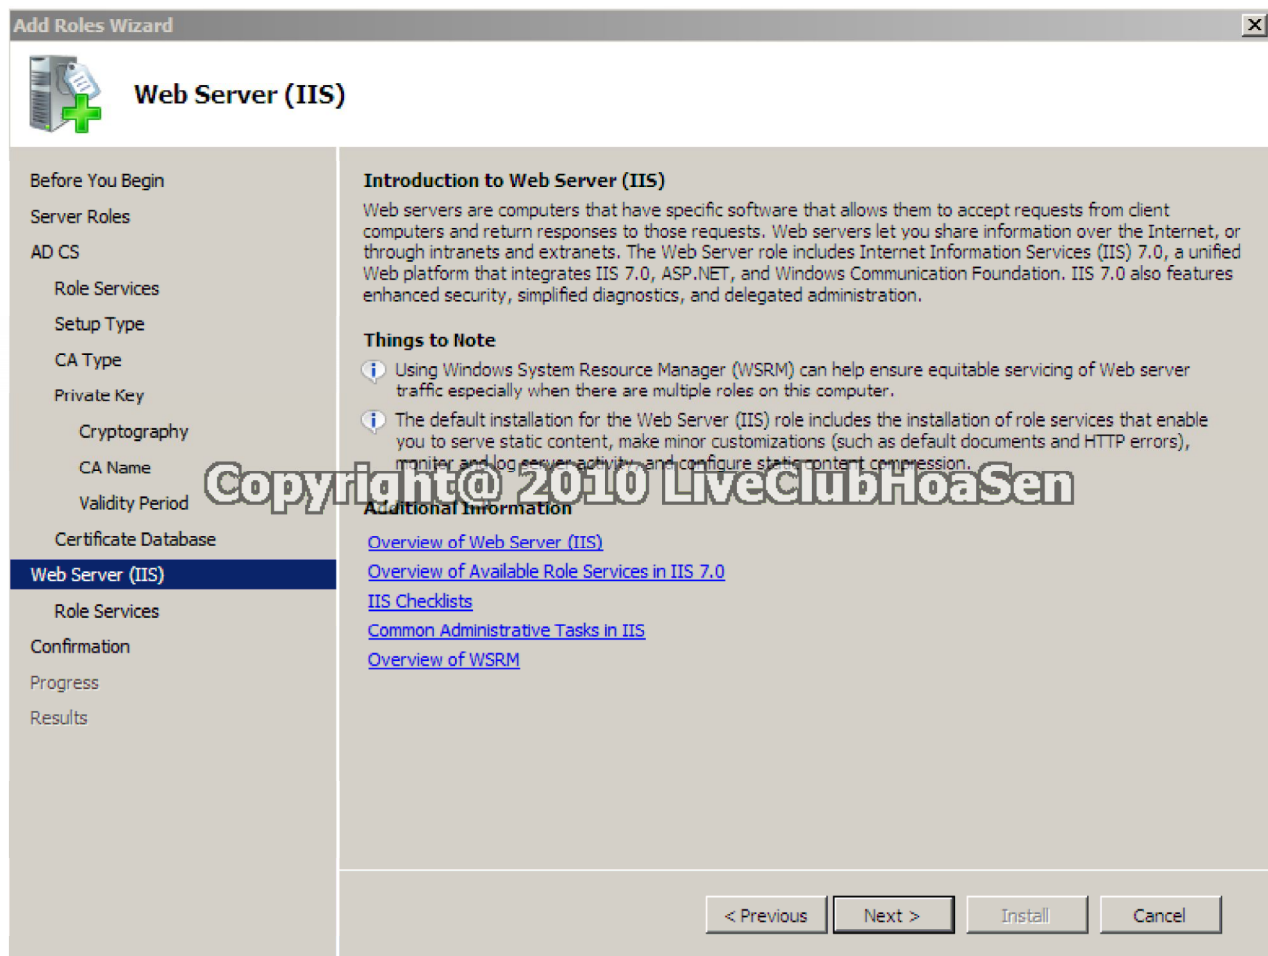 Add Roles Wizard
Web Server (IIS)
Before You Begin
Server Roles
AD CS
Role Services
Setup Type
CA Type
Private Key
Cryptography
CA Name
Validity Period
Certificate Database
Web Server (IIS)
Role Services
Confirmation
Progress
Results
Introduction to Web Server (IIS)
Web servers are computers that have specific software that allows them to accept requests from client
computers and return responses to those requests. Web servers let you share information over the Internet, or
through intranets and extranets. The Web Server role includes Internet Information Services (IIS) 7.0, a unified
Web platform that integrates IIS 7.0, ASP.NET, and Windows Communication Foundation. IIS 7.0 also features
enhanced security, simplified diagnostics, and delegated administration.
Things to Note
Using Windows System Resource Manager (WSRM) can help ensure equitable servicing of Web server
traffic especially when there are multiple roles on this computer.
The default installation for the Web Server (IIS) role includes the installation of role services that enable
you to serve static content, make minor customizations (such as default documents and HTTP errors),
monitor and log server activity, and configure static content compression.
Copyright@ 2010 LiveClubHoaSen
Additional Information
Overview of Web Server (IIS)
Overview of Available Role Services in IIS 7.0
IIS Checklists
Common Administrative Tasks in IIS
Overview of WSRM
< Previous
Next >
Install
Cancel